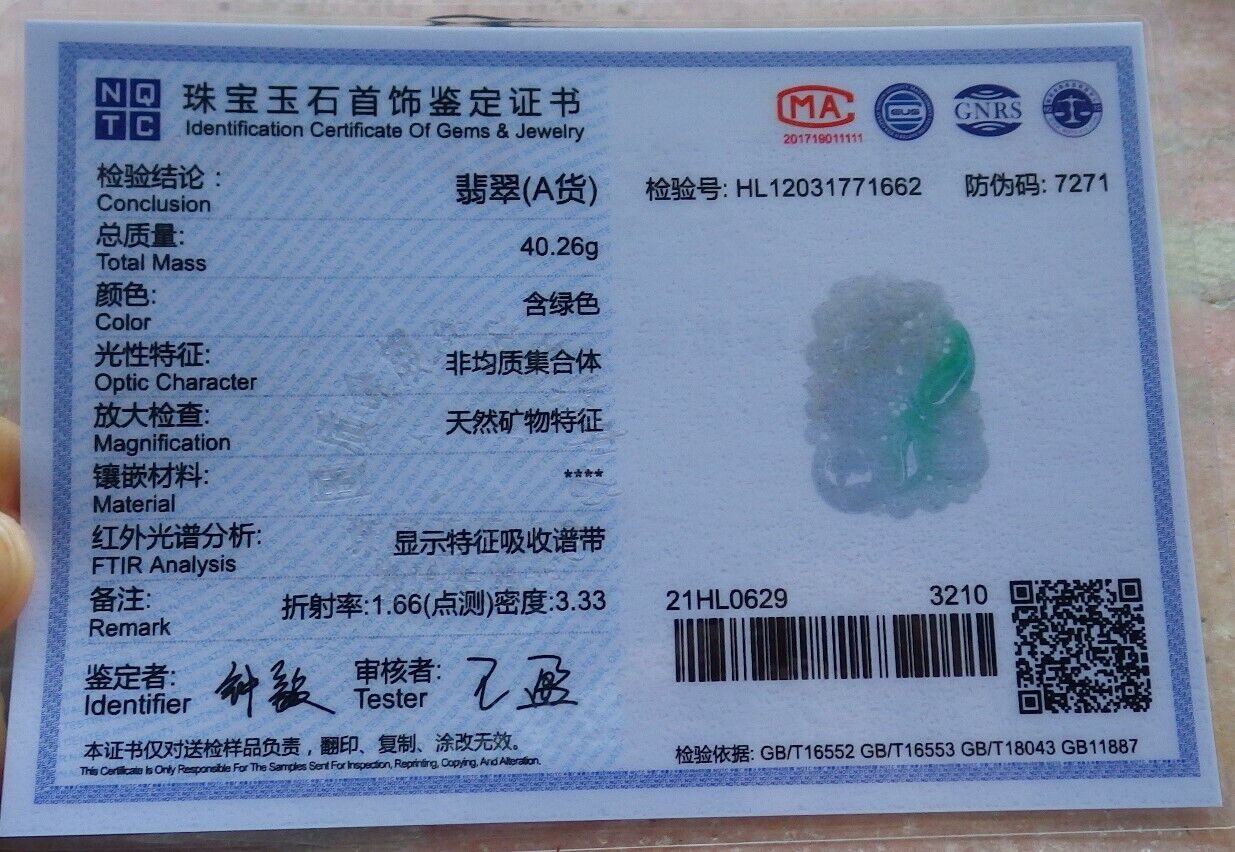 NQTC
珠宝玉石首饰鉴定证书
Identification Certificate Of Gems & Jewelry
检验结论：
翡翠(A货)
Conclusion
总质量:
40.26g
Total Mass
颜色:
含绿色
Color
光性特征:
非均质集合体
Optic Character
放大检查:
天然矿物特征
Magnification
镶嵌材料:
****
Material
红外光谱分析:
显示特征吸收谱带
FTIR Analysis
备注:
折射率:1.66(点测)密度:3.33
Remark
鉴定者:
Identifier
审核者:
Tester
本证书仅对送检样品负责，翻印、复制、涂改无效。
This Certificate Is Only Responsible For The Samples Sent For Inspection, Reprinting, Copying, And Alteration.
MA
201719011111
GNRS
检验号: HL12031771662 防伪码: 7271
21HL0629 3210
检验依据: GB/T16552 GB/T16553 GB/T18043 GB11887